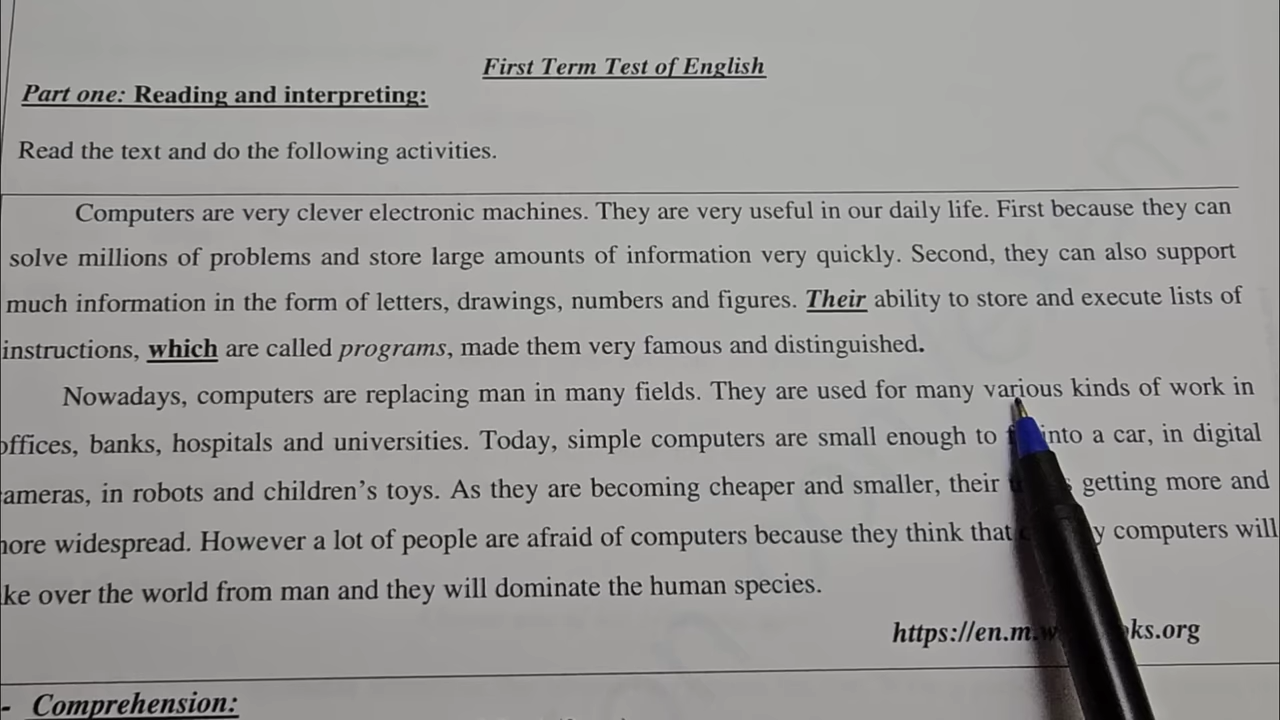 First Term Test of English
Part one: Reading and interpreting:
Read the text and do the following activities.
Computers are very clever electronic machines. They are very useful in our daily life. First because they can
solve millions of problems and store large amounts of information very quickly. Second, they can also support
much information in the form of letters, drawings, numbers and figures. Their ability to store and execute lists of
instructions, which are called programs, made them very famous and distinguished.
Nowadays, computers are replacing man in many fields. They are used for many various kinds of work in
offices, banks, hospitals and universities. Today, simple computers are small enough to into a car, in digital
ameras, in robots and children's toys. As they are becoming cheaper and smaller, their getting more and
more widespread. However a lot of people are afraid of computers because they think that computers will
ke over the world from man and they will dominate the human species.
https://en.m.w ks.org
- Comprehension: